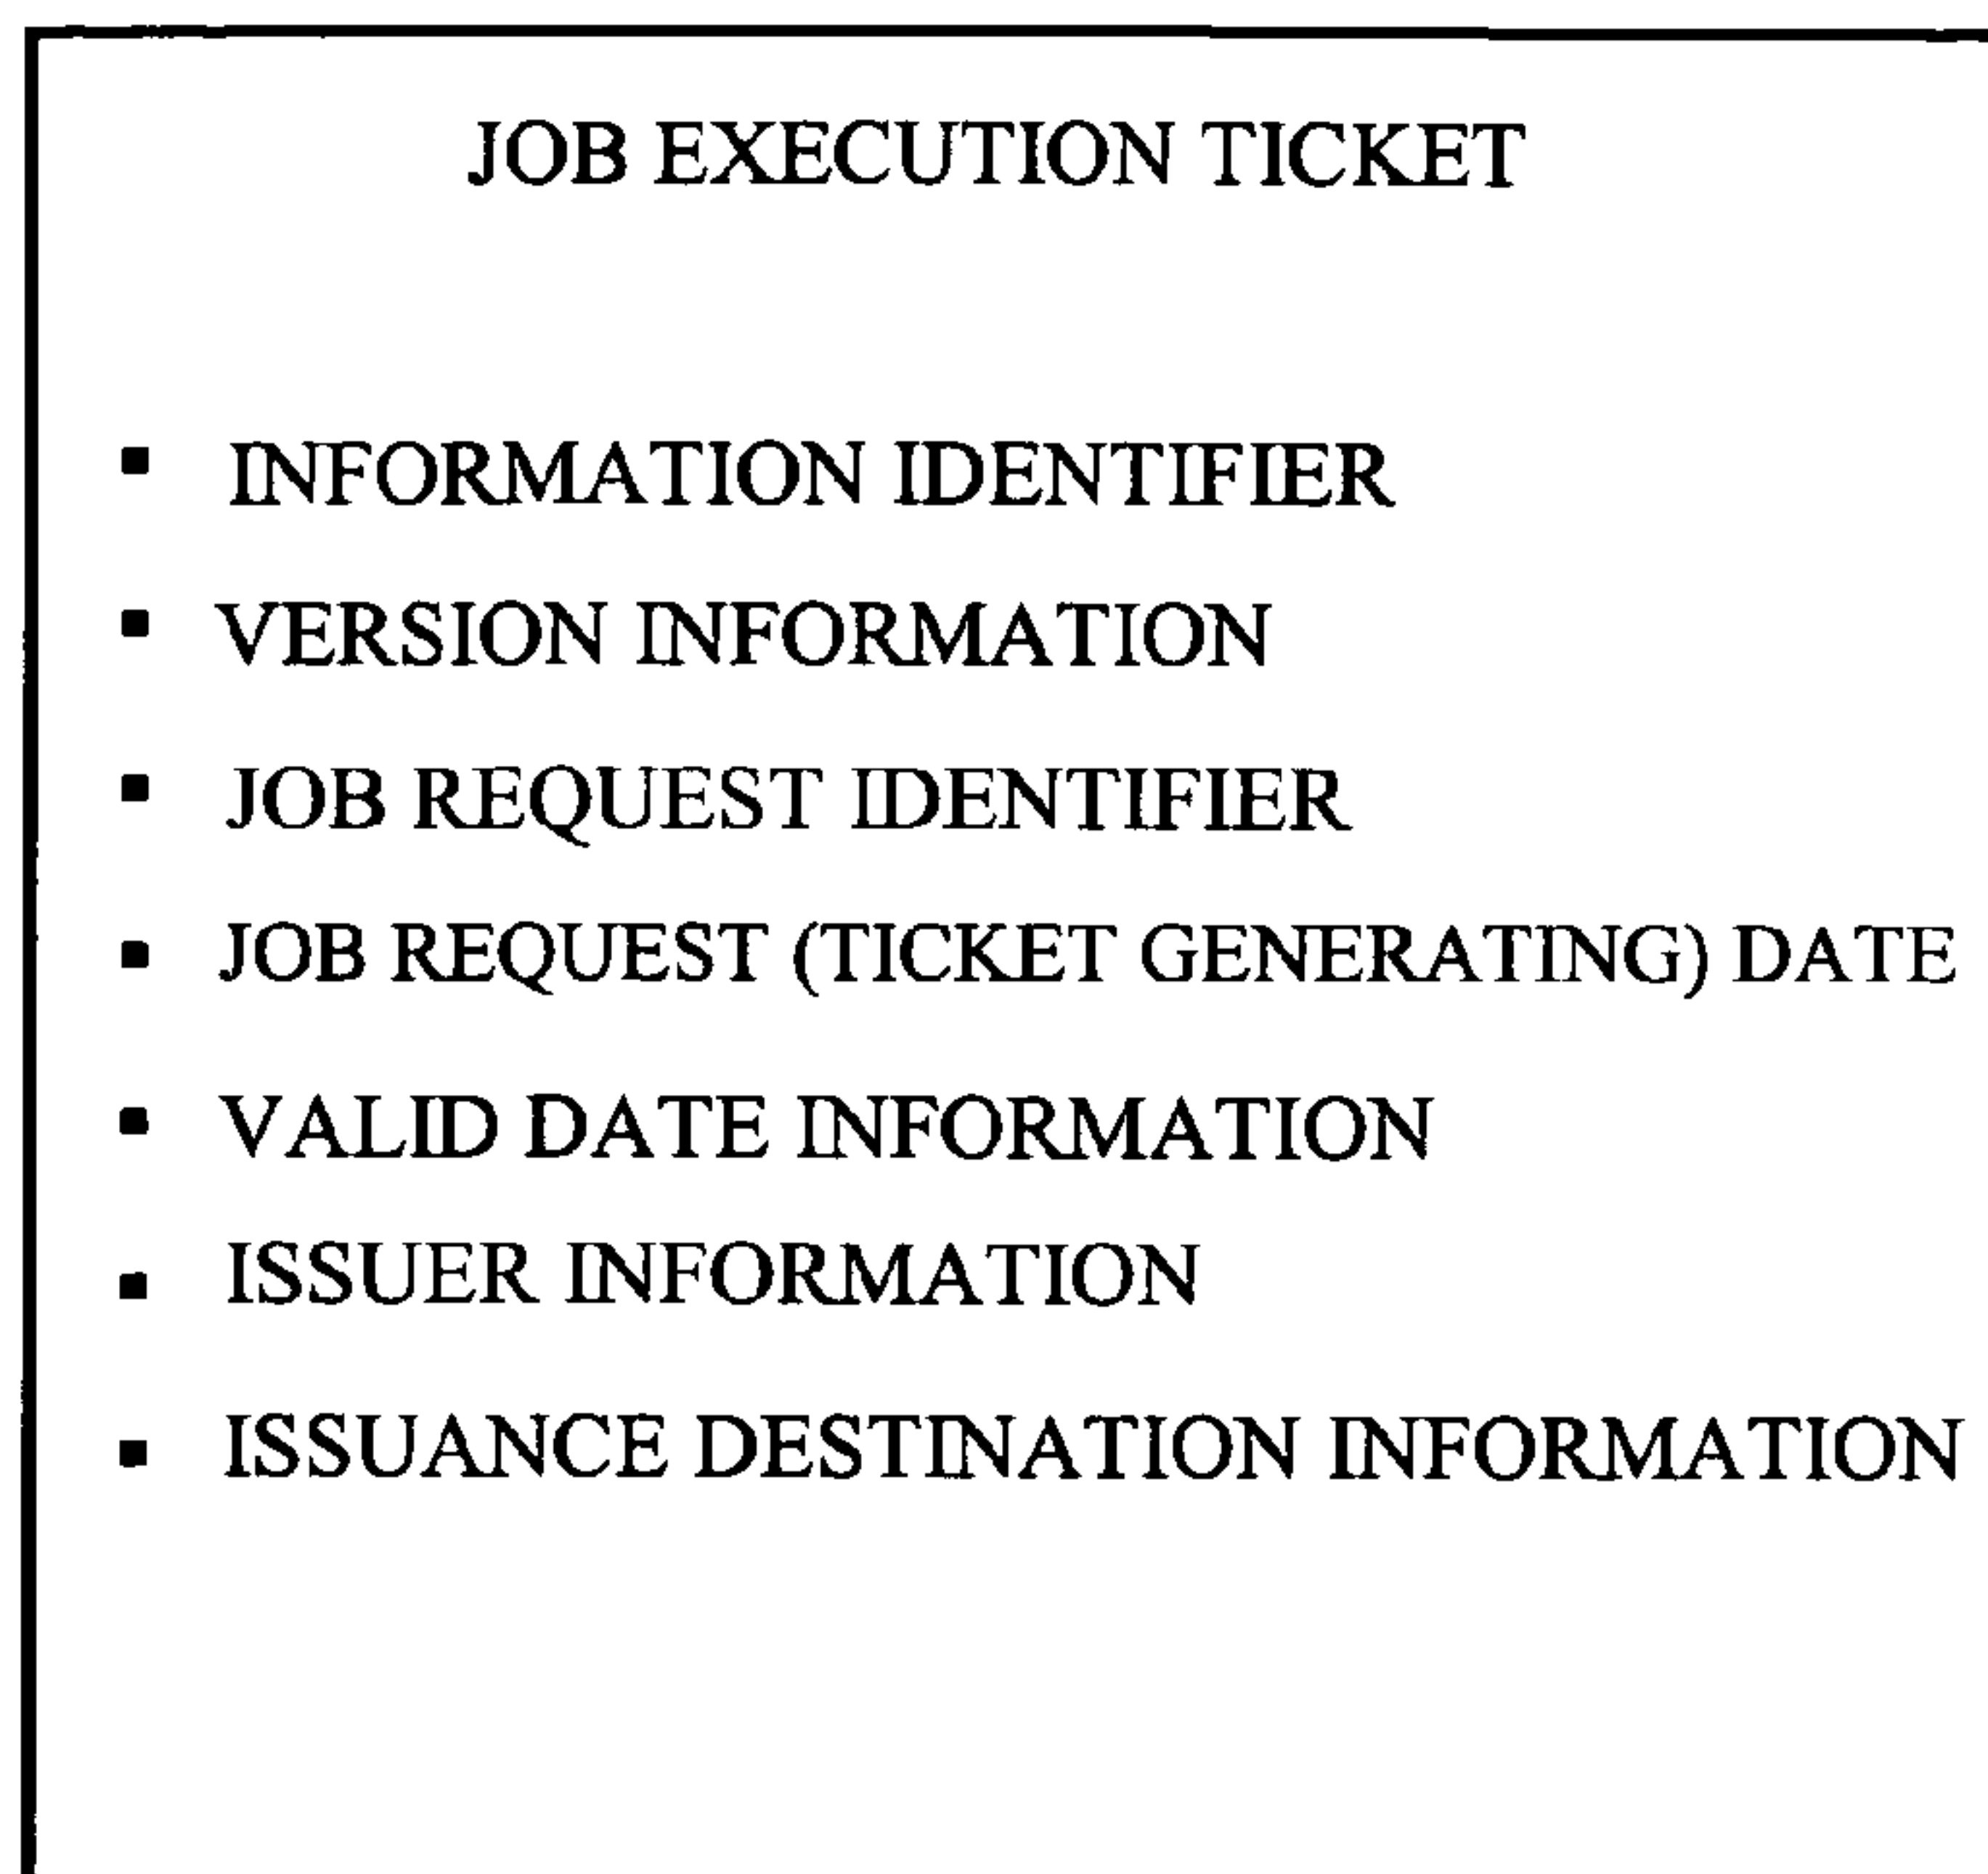 JOB EXECUTION TICKET
▪ INFORMATION IDENTIFIER
▪ VERSION INFORMATION
▪ JOB REQUEST IDENTIFIER
▪ JOB REQUEST (TICKET GENERATING) DATE
▪ VALID DATE INFORMATION
▪ ISSUER INFORMATION
▪ ISSUANCE DESTINATION INFORMATION